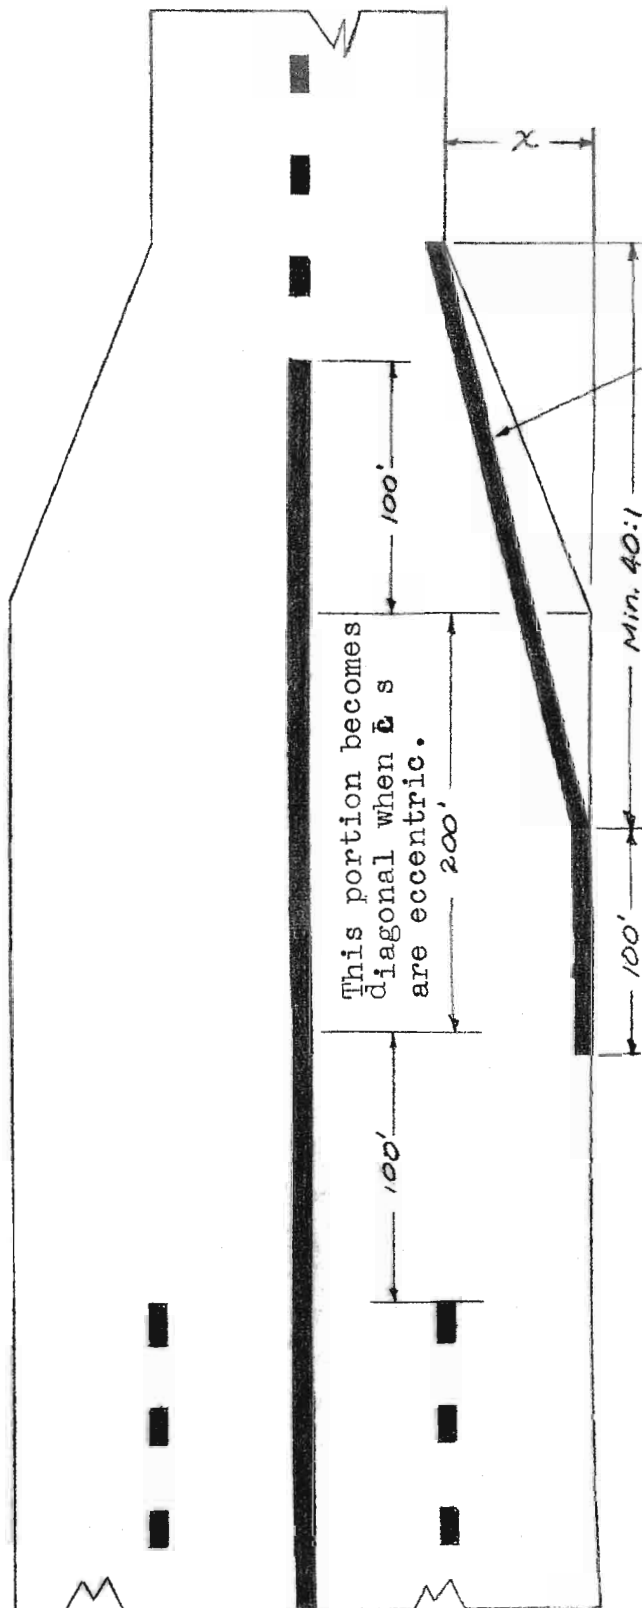 x
100'
Min. 40:1
This portion becomes
diagonal when ℄ s
are eccentric.
200'
100'
100'